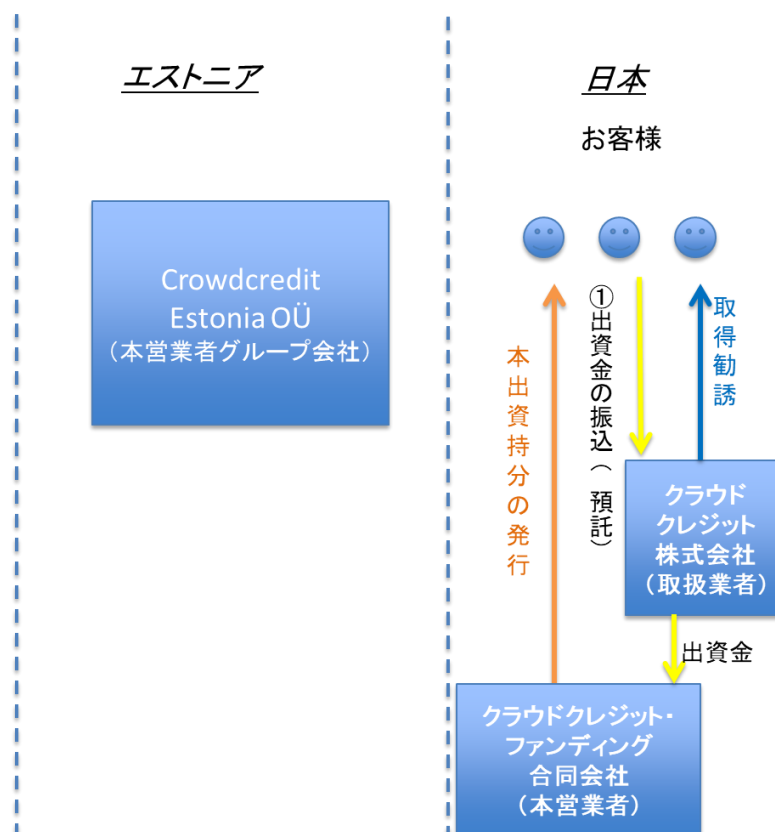 エストニア
日本
お客様
Crowdcredit
Estonia OÜ
（本営業者グループ会社）
本出資持分の発行
①出資金の振込（預託）
取得勧誘
クラウド
クレジット
株式会社
（取扱業者）
出資金
クラウドクレジット・
ファンディング
合同会社
（本営業者）